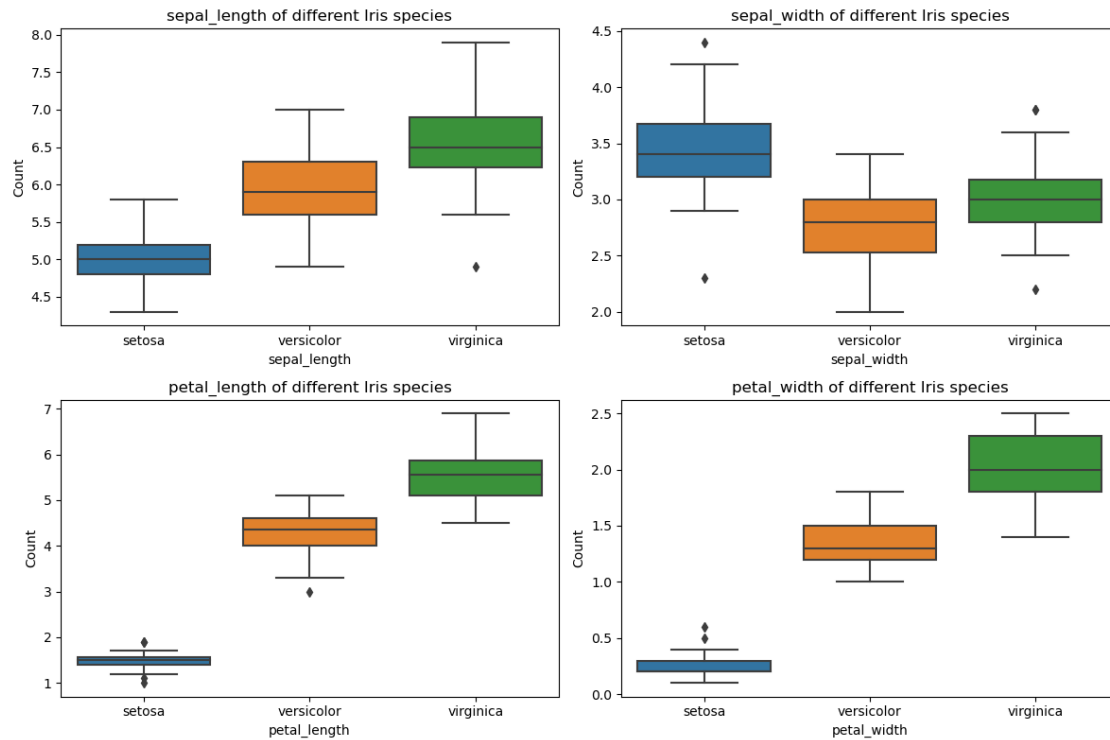 sepal_length of different Iris species
8.0
7.5
7.0
6.5
6.0
5.5
5.0
4.5
Count
setosa versicolor virginica
sepal_length
sepal_width of different Iris species
4.5
4.0
3.5
3.0
2.5
2.0
Count
setosa versicolor virginica
sepal_width
petal_length of different Iris species
7
6
5
4
3
2
1
Count
setosa versicolor virginica
petal_length
petal_width of different Iris species
2.5
2.0
1.5
1.0
0.5
0.0
Count
setosa versicolor virginica
petal_width